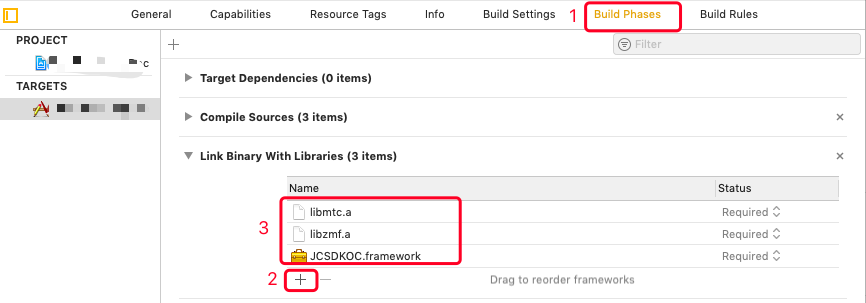 General Capabilities Resource Tags Info Build Settings 1 Build Phases Build Rules
PROJECT
Filter
TARGETS
Target Dependencies (0 items)
Compile Sources (3 items)
Link Binary With Libraries (3 items)
Name Status
3
libmtc.a Required
libzmf.a Required
JCSDKOC.framework Required
2
Drag to reorder frameworks